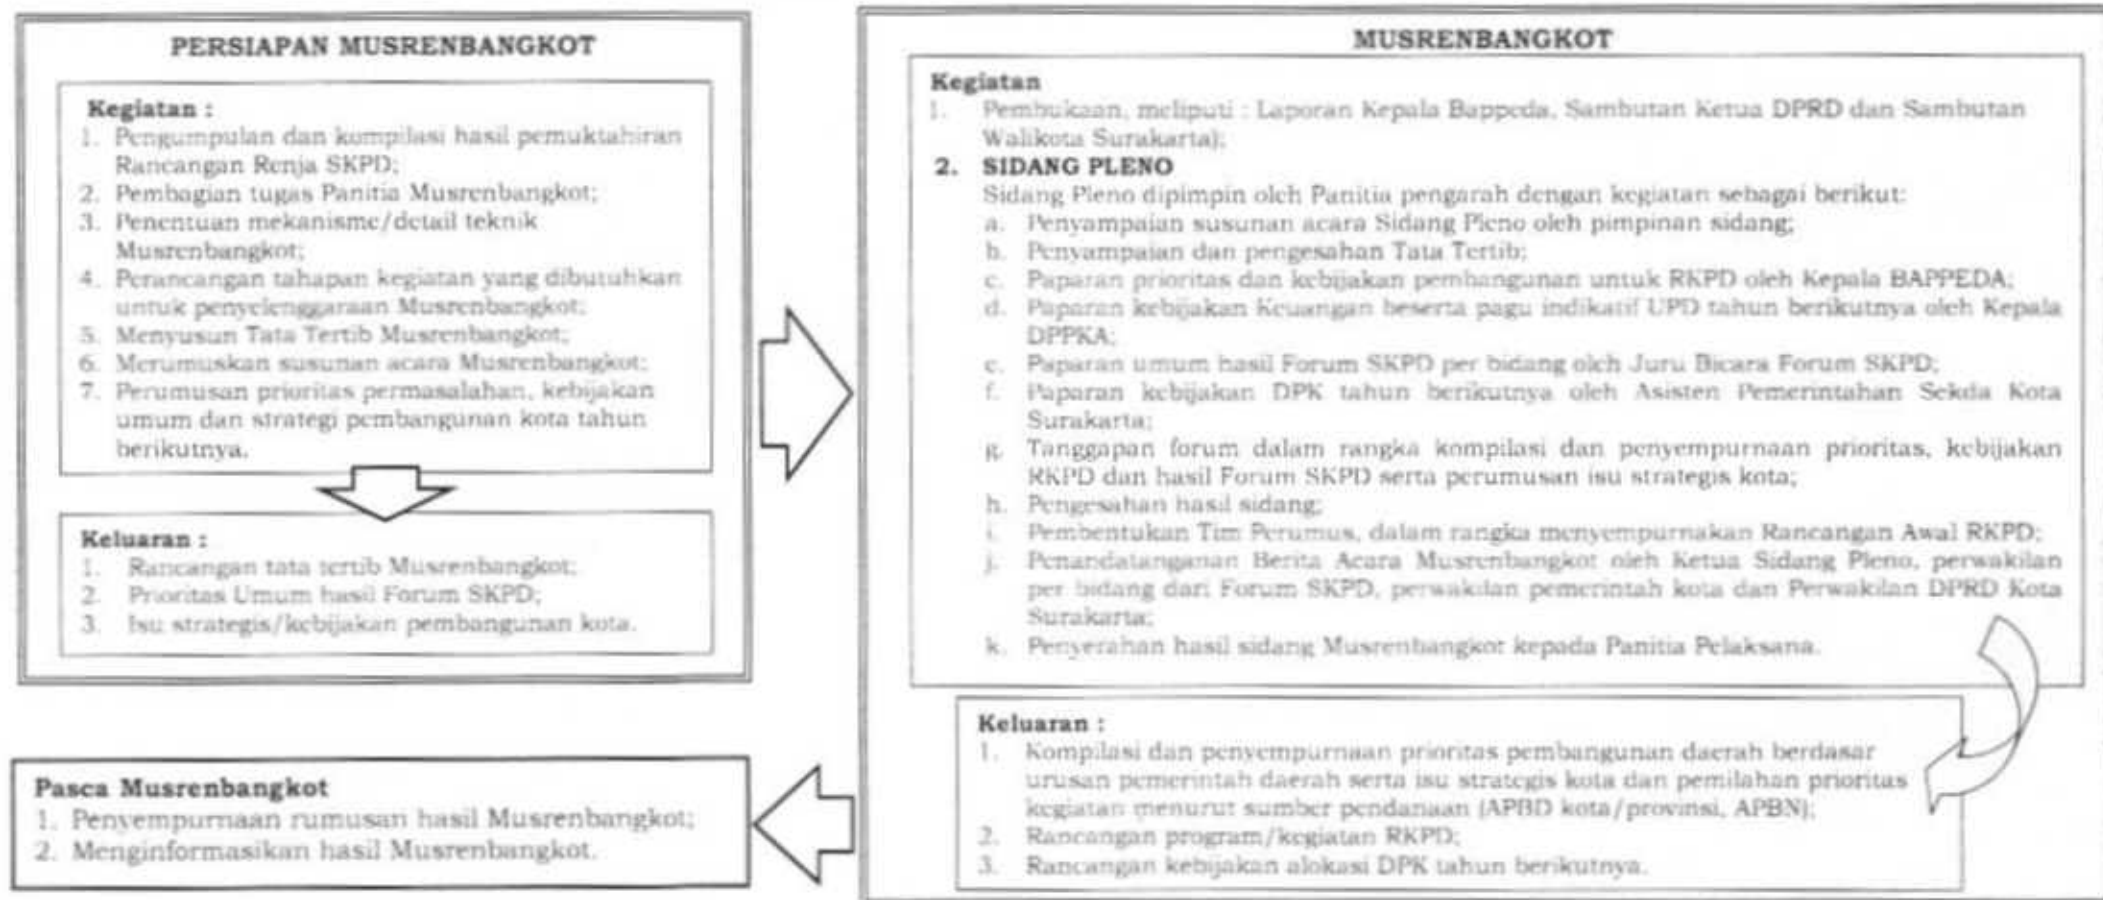 PERSIAPAN MUSRENBANGKOT
Kegiatan :
1. Pengumpulan dan kompilasi hasil pemuktahiran
Rancangan Renja SKPD;
2. Pembagian tugas Panitia Musrenbangkot;
3. Penentuan mekanisme/detail teknik
Musrenbangkot;
4. Perancangan tahapan kegiatan yang dibutuhkan
untuk penyelenggaraan Musrenbangkot;
5. Menyusun Tata Tertib Musrenbangkot;
6. Merumuskan susunan acara Musrenbangkot;
7. Perumusan prioritas permasalahan, kebijakan
umum dan strategi pembangunan kota tahun
berikutnya.
Keluaran :
1. Rancangan tata tertib Musrenbangkot;
2. Prioritas Umum hasil Forum SKPD;
3. Isu strategis/kebijakan pembangunan kota.
MUSRENBANGKOT
Kegiatan
1. Pembukaan, meliputi : Laporan Kepala Bappeda, Sambutan Ketua DPRD dan Sambutan
Walikota Surakarta);
2. SIDANG PLENO
Sidang Pleno dipimpin oleh Panitia pengarah dengan kegiatan sebagai berikut:
a. Penyampaian susunan acara Sidang Pleno oleh pimpinan sidang;
b. Penyampaian dan pengesahan Tata Tertib;
c. Paparan prioritas dan kebijakan pembangunan untuk RKPD oleh Kepala BAPPEDA;
d. Paparan kebijakan Keuangan beserta pagu indikatif UPD tahun berikutnya oleh Kepala
DPPKA;
e. Paparan umum hasil Forum SKPD per bidang oleh Juru Bicara Forum SKPD;
f. Paparan kebijakan DPK tahun berikutnya oleh Asisten Pemerintahan Sekda Kota
Surakarta;
g. Tanggapan forum dalam rangka kompilasi dan penyempurnaan prioritas, kebijakan
RKPD dan hasil Forum SKPD serta perumusan isu strategis kota;
h. Pengesahan hasil sidang;
i. Pembentukan Tim Perumus, dalam rangka menyempurnakan Rancangan Awal RKPD;
j. Penandatanganan Berita Acara Musrenbangkot oleh Ketua Sidang Pleno, perwakilan
per bidang dari Forum SKPD, perwakilan pemerintah kota dan Perwakilan DPRD Kota
Surakarta;
k. Penyerahan hasil sidang Musrenbangkot kepada Panitia Pelaksana.
Keluaran :
1. Kompilasi dan penyempurnaan prioritas pembangunan daerah berdasar
urusan pemerintah daerah serta isu strategis kota dan pemilahan prioritas
kegiatan menurut sumber pendanaan (APBD kota/provinsi, APBN);
2. Rancangan program/kegiatan RKPD;
3. Rancangan kebijakan alokasi DPK tahun berikutnya.
Pasca Musrenbangkot
1. Penyempurnaan rumusan hasil Musrenbangkot;
2. Menginformasikan hasil Musrenbangkot.